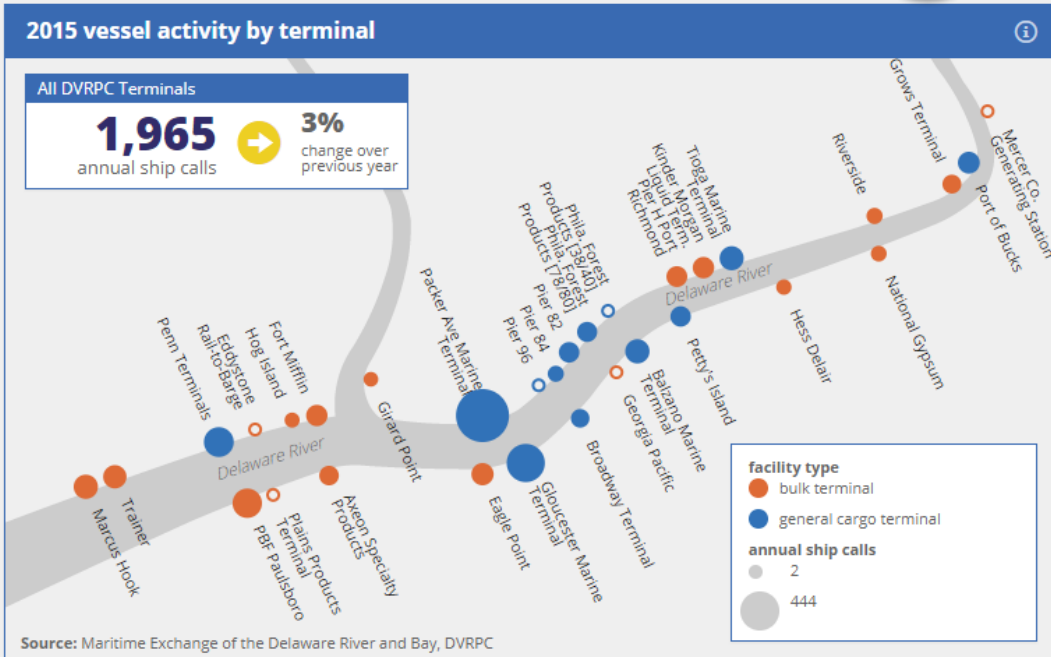 2015 vessel activity by terminal
All DVRPC Terminals
1,965
annual ship calls
3%
change over
previous year
Grows Terminal
Mercer Co.
Generating Station
Port of Bucks
Riverside
National Gypsum
Hess Delair
Tioga Marine
Terminal
Kinder Morgan
Liquid Term.
Pier H Port
Richmond
Delaware River
Petty's Island
Phila. Forest
Products [38/40]
Phila. Forest
Products [78/80]
Pier 82
Pier 84
Pier 96
Packer Ave Marine
Terminal
Balzano Marine
Terminal
Georgia Pacific
Broadway Terminal
Gloucester Marine
Terminal
Eagle Point
Girard Point
Fort Mifflin
Hog Island
Eddystone
Rail-to-Barge
Penn Terminals
Delaware River
Axeon Specialty
Products
Plains Products
Terminal
PBF Paulsboro
Trainer
Marcus Hook
facility type
bulk terminal
general cargo terminal
annual ship calls
2
444
Source: Maritime Exchange of the Delaware River and Bay, DVRPC